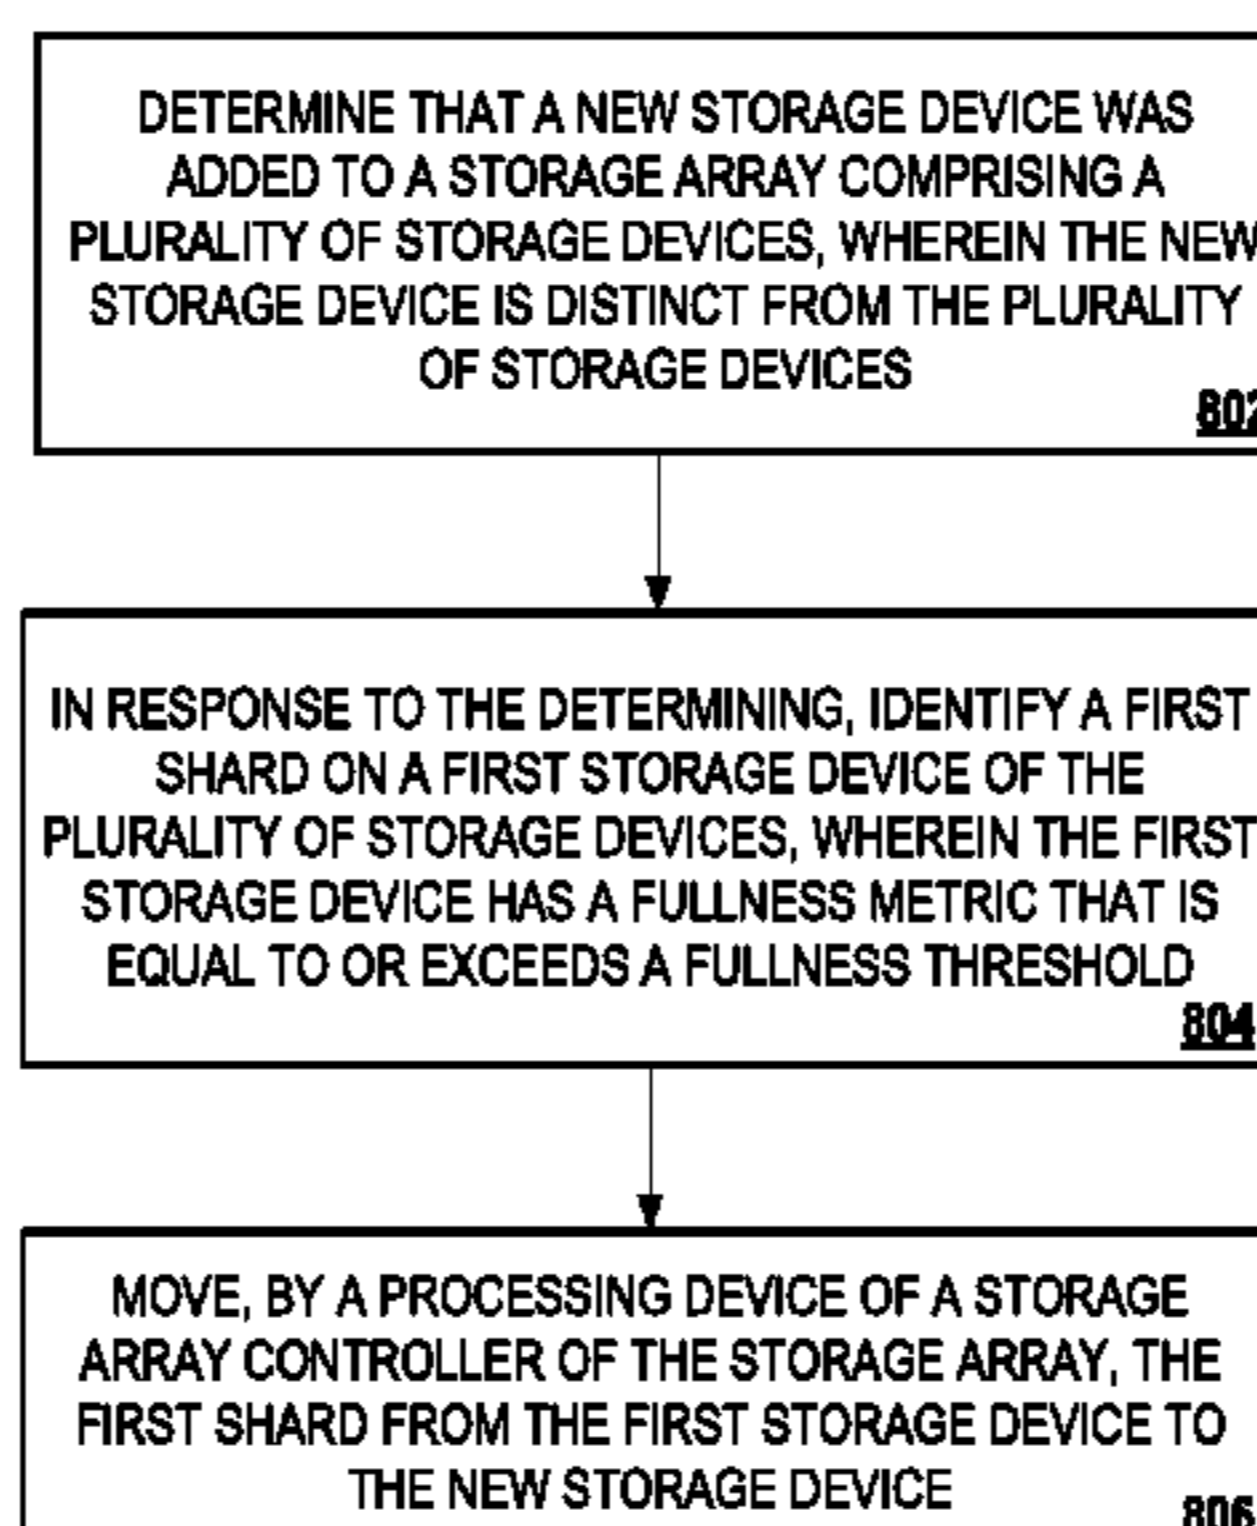 DETERMINE THAT A NEW STORAGE DEVICE WAS
ADDED TO A STORAGE ARRAY COMPRISING A
PLURALITY OF STORAGE DEVICES, WHEREIN THE NEW
STORAGE DEVICE IS DISTINCT FROM THE PLURALITY
OF STORAGE DEVICES
802
IN RESPONSE TO THE DETERMINING, IDENTIFY A FIRST
SHARD ON A FIRST STORAGE DEVICE OF THE
PLURALITY OF STORAGE DEVICES, WHEREIN THE FIRST
STORAGE DEVICE HAS A FULLNESS METRIC THAT IS
EQUAL TO OR EXCEEDS A FULLNESS THRESHOLD
804
MOVE, BY A PROCESSING DEVICE OF A STORAGE
ARRAY CONTROLLER OF THE STORAGE ARRAY, THE
FIRST SHARD FROM THE FIRST STORAGE DEVICE TO
THE NEW STORAGE DEVICE
806